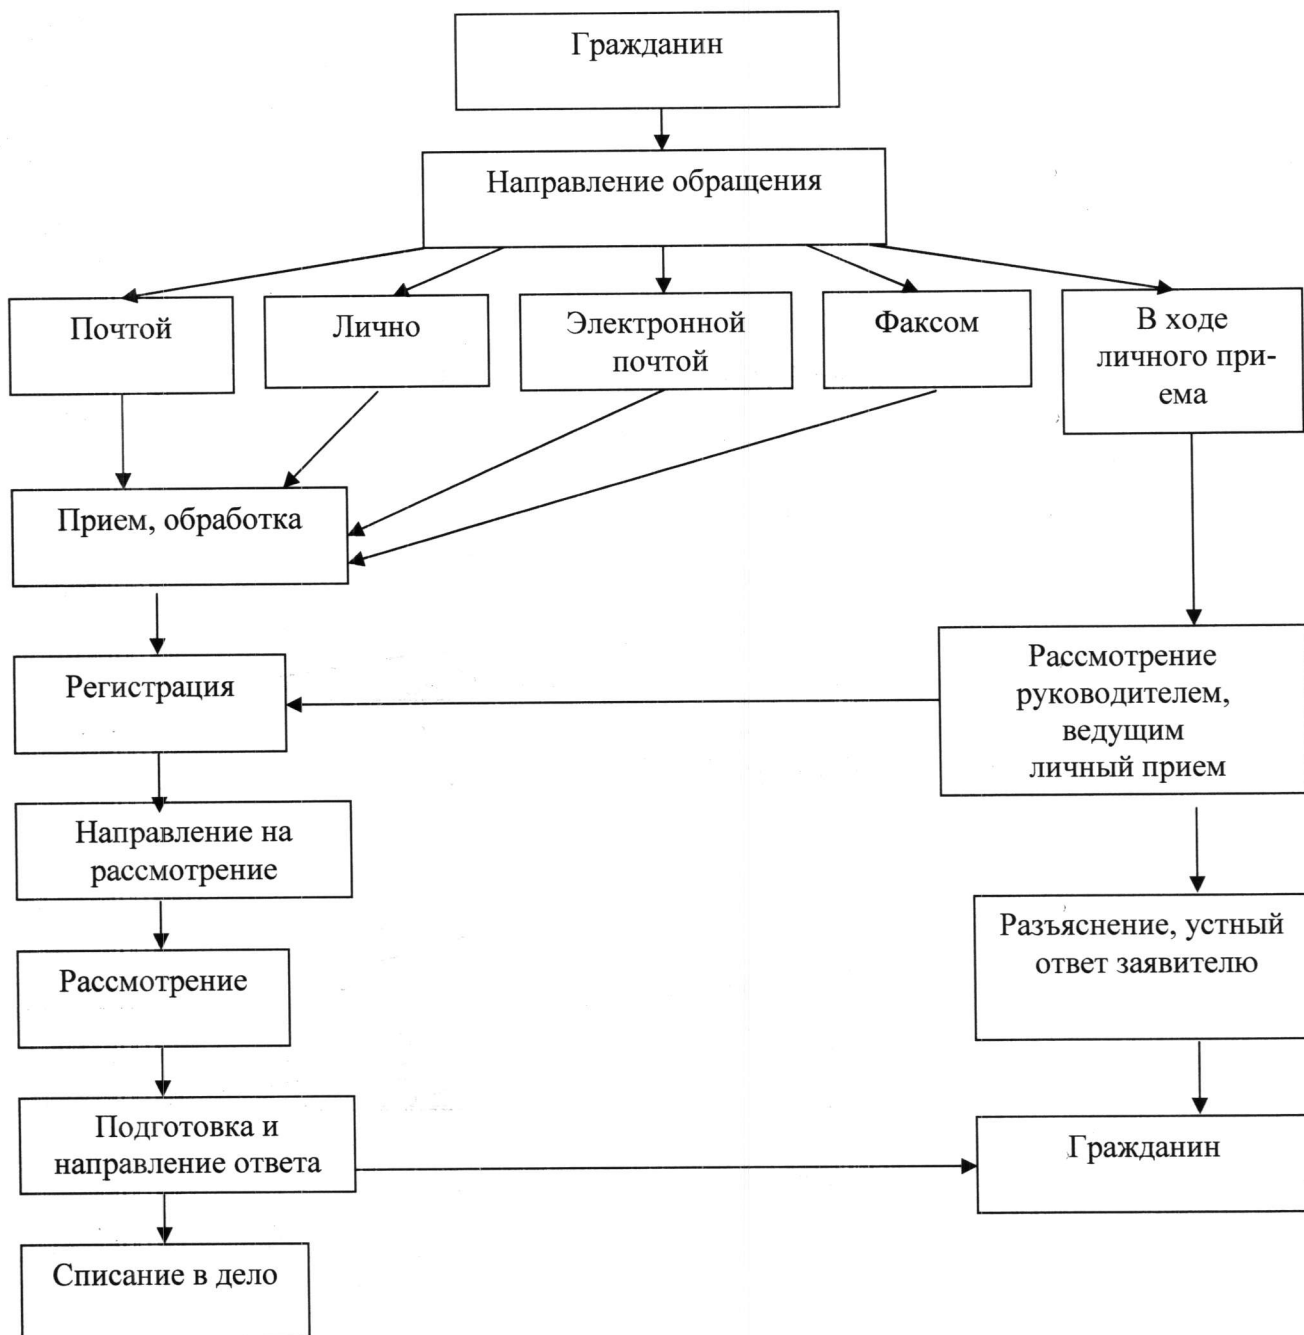 Гражданин
Направление обращения
Почтой
Лично
Электронной
почтой
Факсом
В ходе
личного при-
ема
Прием, обработка
Регистрация
Рассмотрение
руководителем,
ведущим
личный прием
Направление на
рассмотрение
Разъяснение, устный
ответ заявителю
Рассмотрение
Подготовка и
направление ответа
Гражданин
Списание в дело